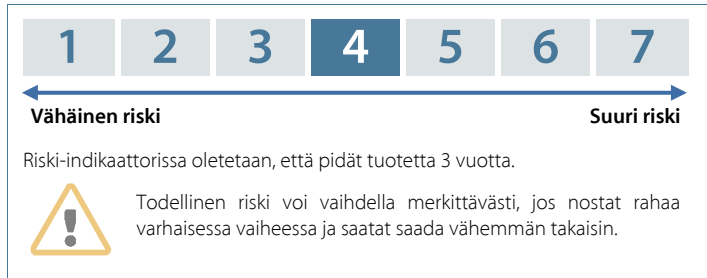 1 2 3 4 5 6 7
Vähäinen riski Suuri riski
Riski-indikaattorissa oletetaan, että pidät tuotetta 3 vuotta.
Todellinen riski voi vaihdella merkittävästi, jos nostat rahaa
varhaisessa vaiheessa ja saatat saada vähemmän takaisin.